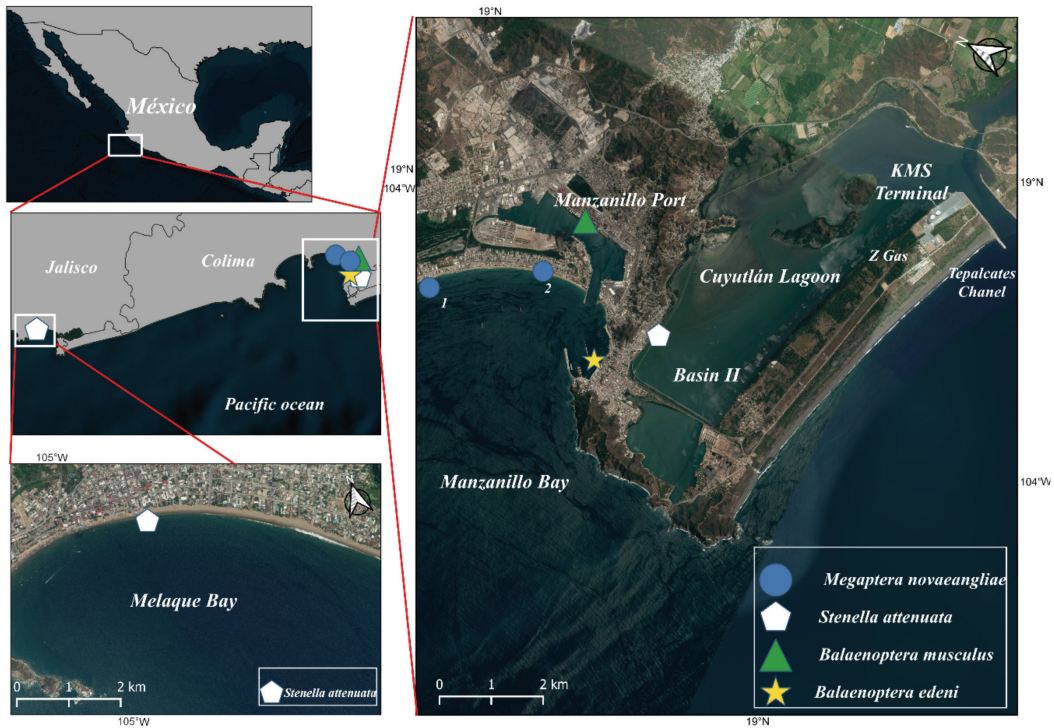 México
19°N
104°W
Jalisco
Colima
Pacific ocean
105°W
N
Melaque Bay
0 1 2 km
Stenella attenuata
105°W
19°N
N
KMS
Terminal
19°N
Manzanillo Port
Z Gas
Cuyutlán Lagoon
Tepalcates
Chanel
1
2
Basin II
Manzanillo Bay
104°W
Megaptera novaeangliae
Stenella attenuata
Balaenoptera musculus
Balaenoptera edeni
0 1 2 km
19°N